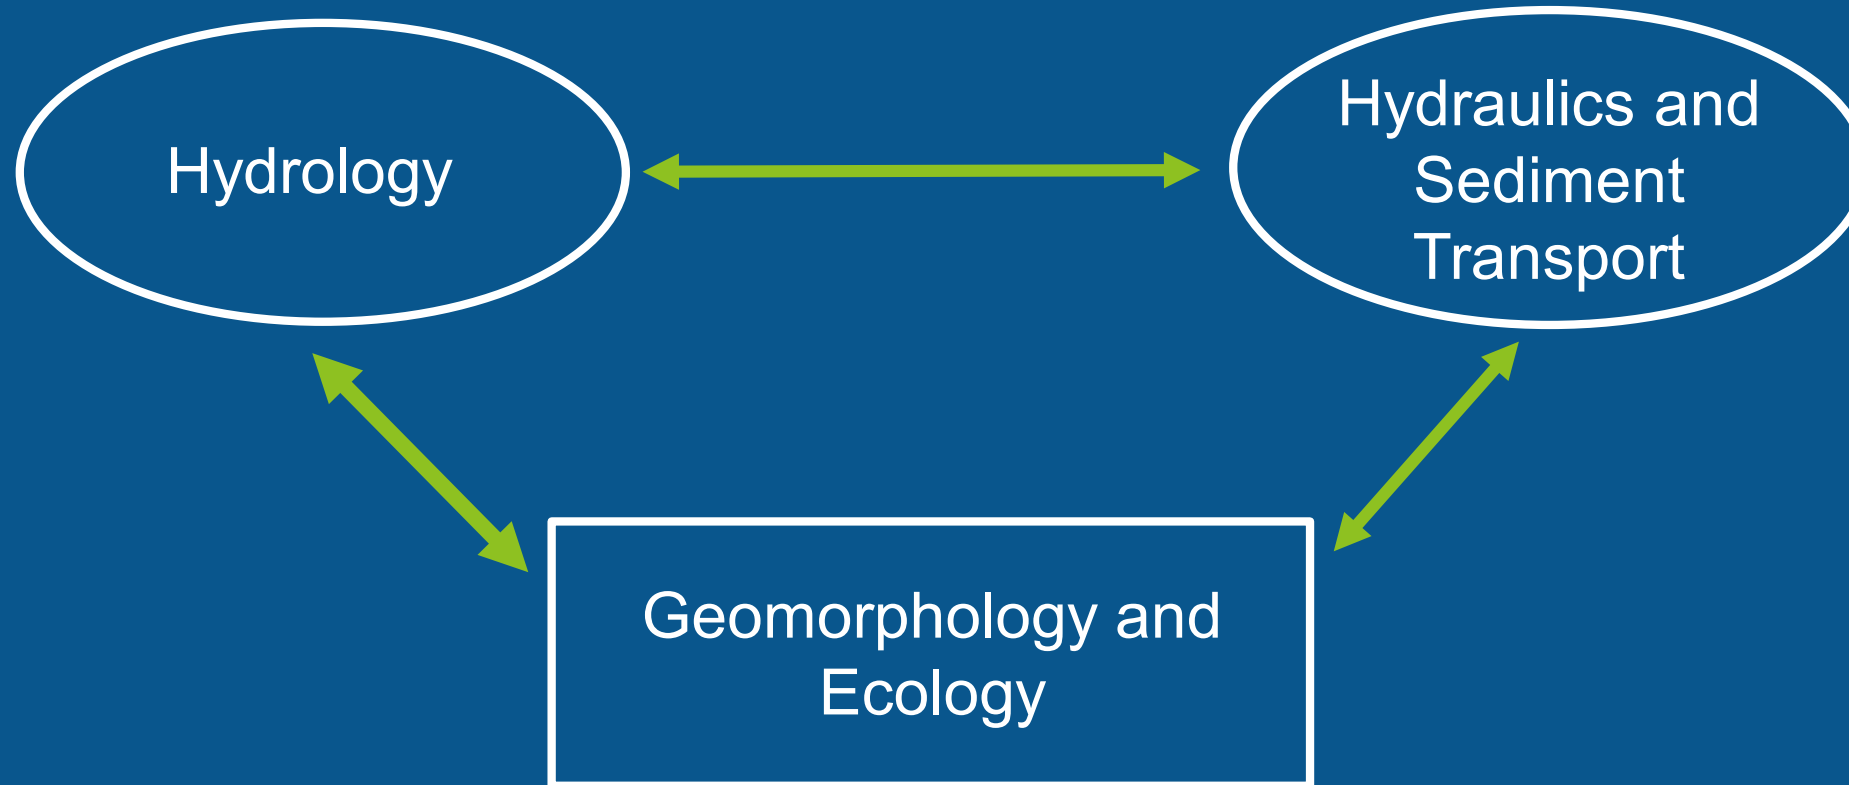 Hydrology
Hydraulics and
Sediment
Transport
Geomorphology and
Ecology